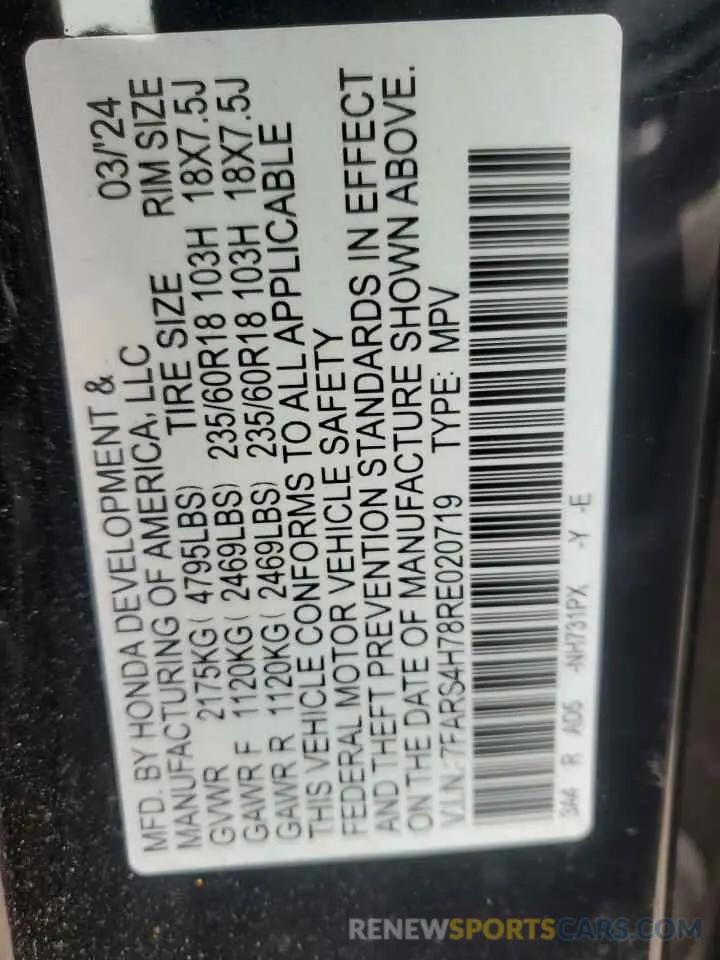 MFD. BY HONDA DEVELOPMENT & 03/'24
MANUFACTURING OF AMERICA, LLC
TIRE SIZE RIM SIZE
GVWR 2175KG( 4795LBS)
GAWR F 1120KG( 2469LBS) 235/60R18 103H 18X7.5J
GAWR R 1120KG( 2469LBS) 235/60R18 103H 18X7.5J
THIS VEHICLE CONFORMS TO ALL APPLICABLE
FEDERAL MOTOR VEHICLE SAFETY
AND THEFT PREVENTION STANDARDS IN EFFECT
ON THE DATE OF MANUFACTURE SHOWN ABOVE.
V.I.N.:7FARS4H78RE020719 TYPE: MPV
3A4 R AD5 -NH731PX -Y -E
RENEWSPORTSCARS.COM